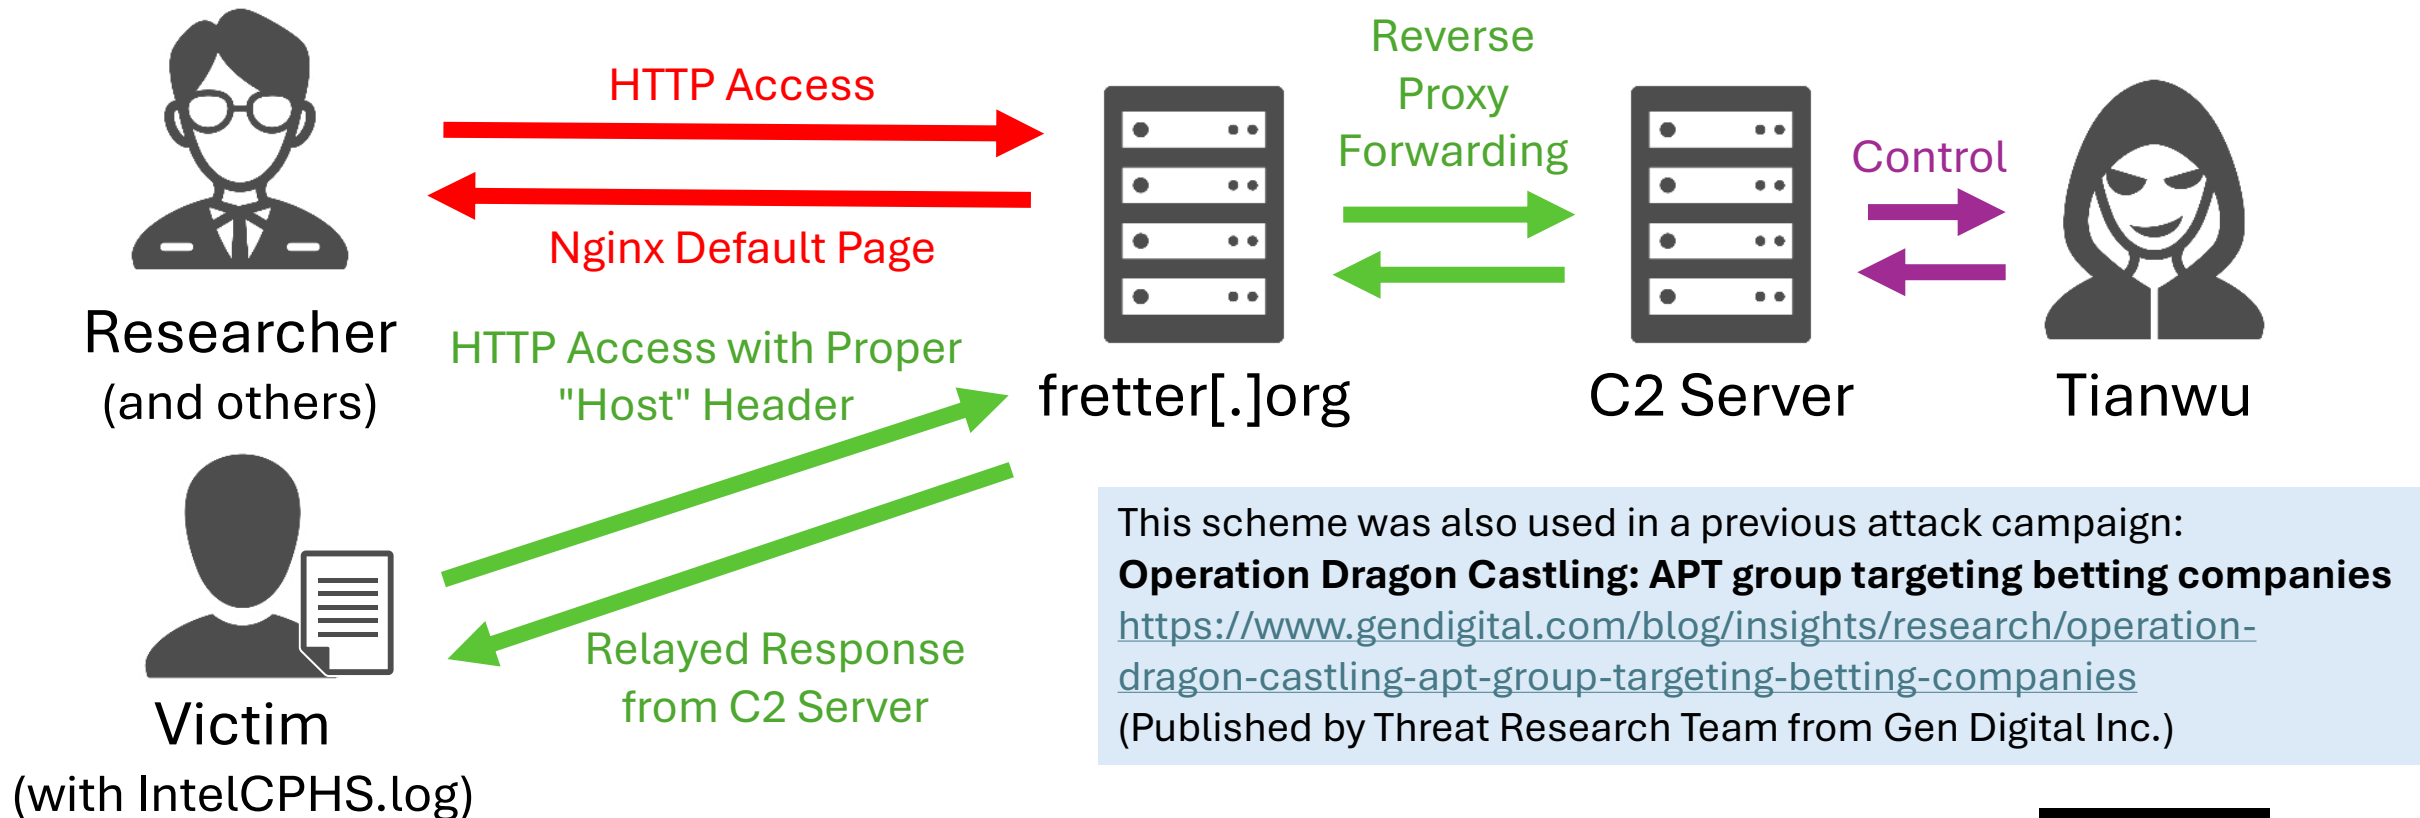 HTTP Access
Nginx Default Page
Researcher
(and others)
HTTP Access with Proper
"Host" Header
Relayed Response
from C2 Server
Victim
(with IntelCPHS.log)
Reverse
Proxy
Forwarding
fretter[.]org
C2 Server
Control
Tianwu
This scheme was also used in a previous attack campaign:
Operation Dragon Castling: APT group targeting betting companies
https://www.gendigital.com/blog/insights/research/operation-
dragon-castling-apt-group-targeting-betting-companies
(Published by Threat Research Team from Gen Digital Inc.)